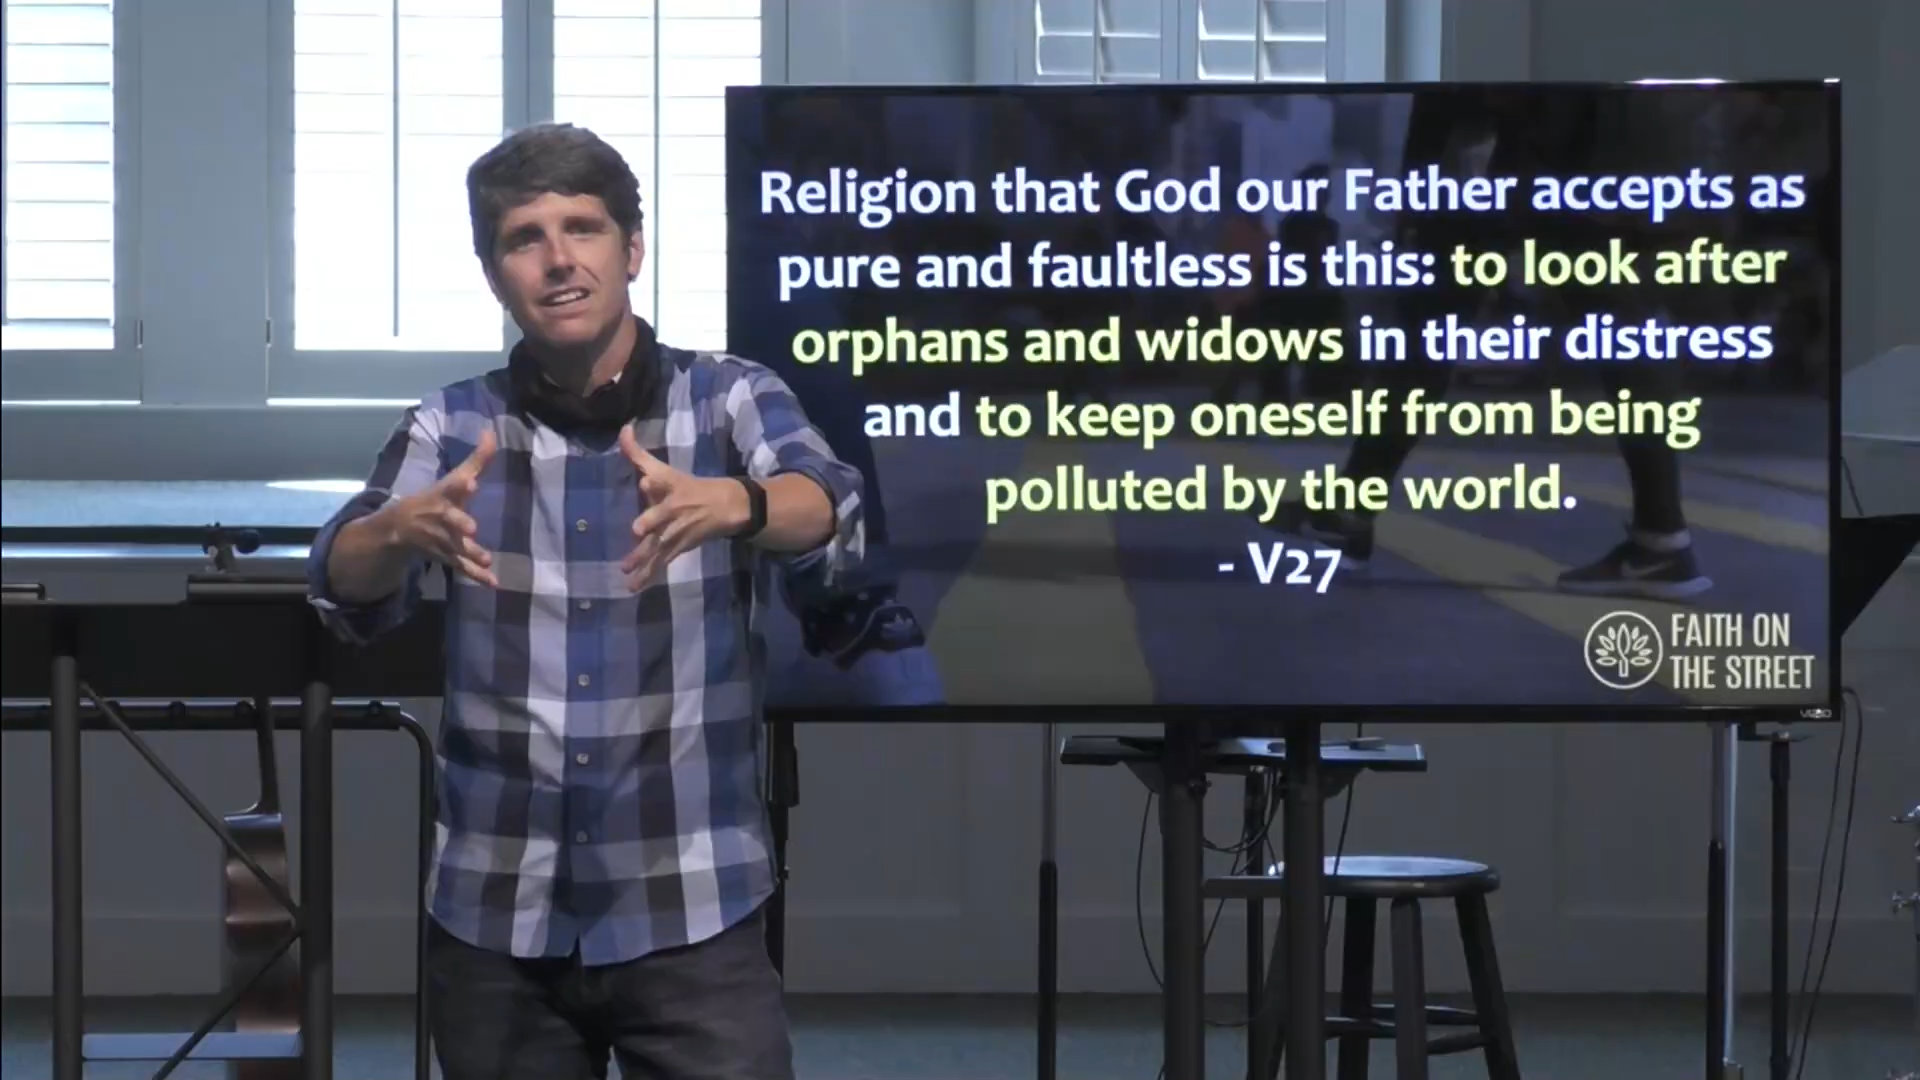 Religion that God our Father accepts as
pure and faultless is this: to look after
orphans and widows in their distress
and to keep oneself from being
polluted by the world.
- V27
FAITH ON
THE STREET
VIZIO